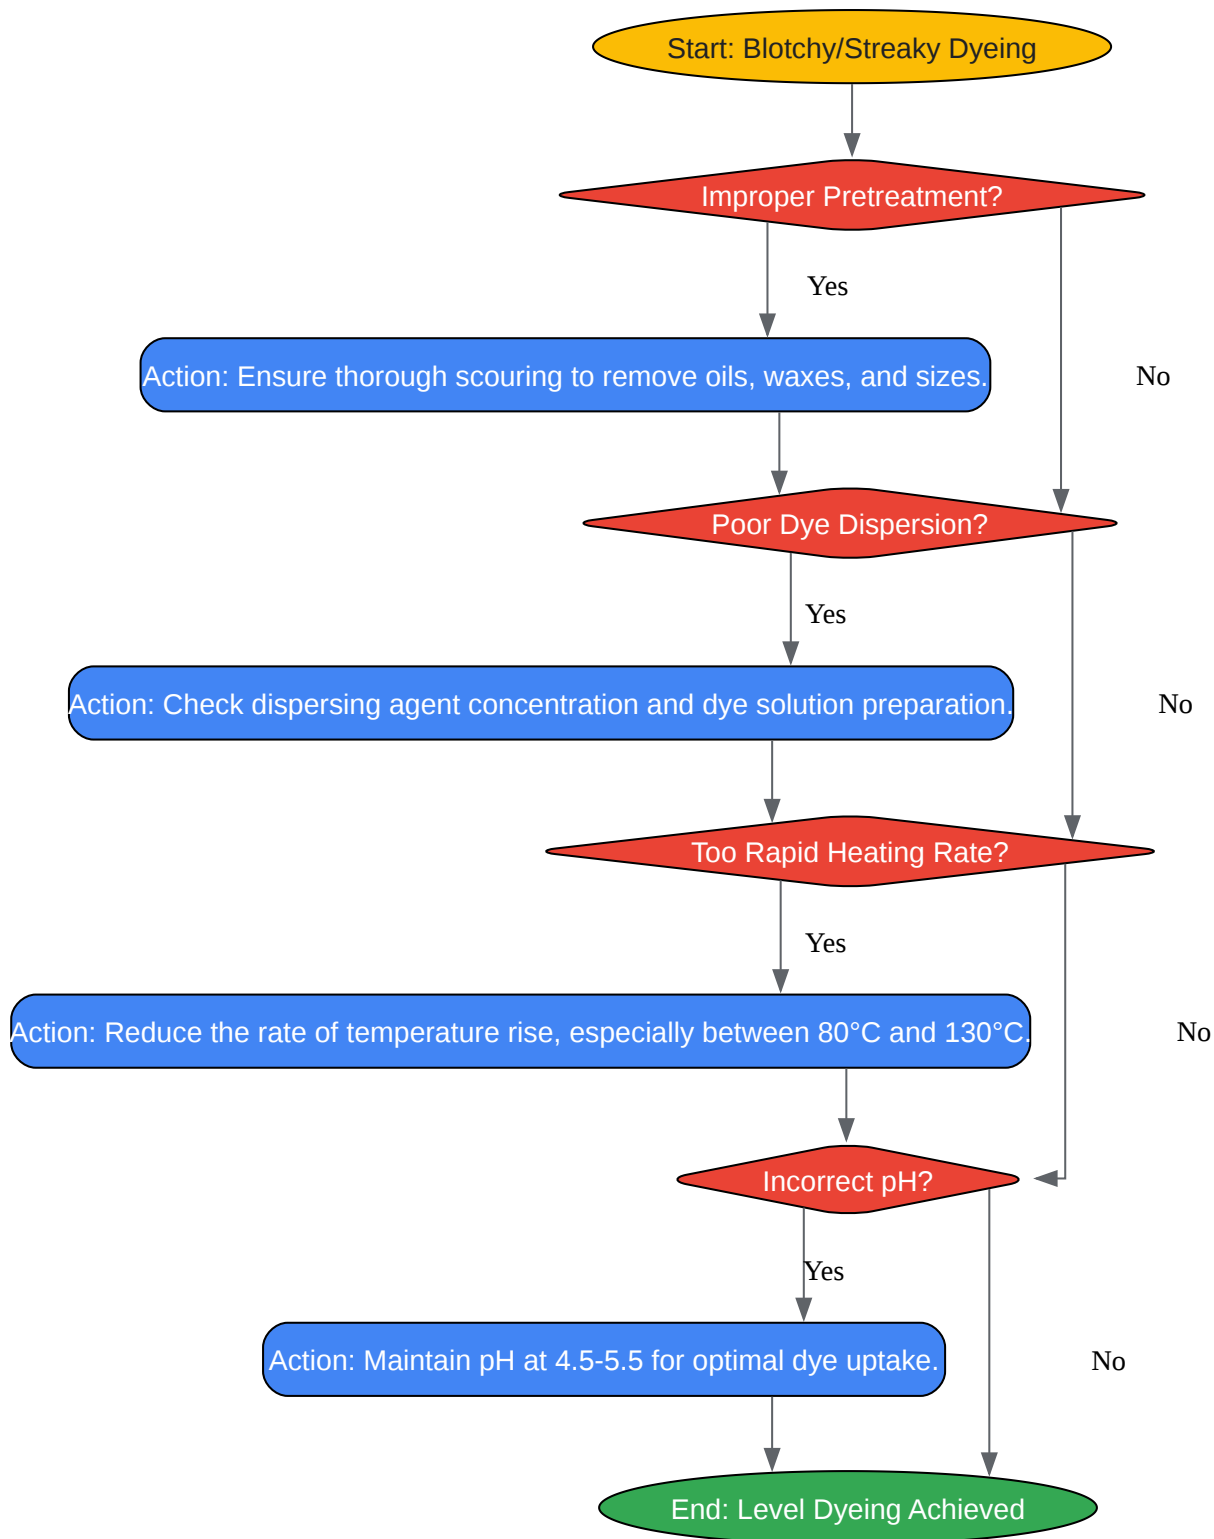 Start: Blotchy/Streaky Dyeing
Improper Pretreatment?
Yes
Action: Ensure thorough scouring to remove oils, waxes, and sizes.
No
Poor Dye Dispersion?
Yes
Action: Check dispersing agent concentration and dye solution preparation.
No
Too Rapid Heating Rate?
Yes
Action: Reduce the rate of temperature rise, especially between 80°C and 130°C.
No
Incorrect pH?
Yes
Action: Maintain pH at 4.5-5.5 for optimal dye uptake.
No
End: Level Dyeing Achieved